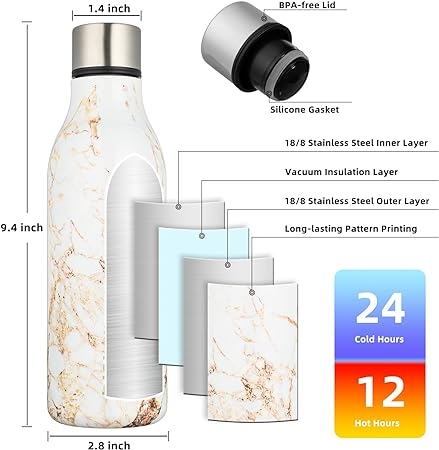 1.4 inch
BPA-free Lid
Silicone Gasket
18/8 Stainless Steel Inner Layer
Vacuum Insulation Layer
18/8 Stainless Steel Outer Layer
Long-lasting Pattern Printing
9.4 inch
24
Cold Hours
12
Hot Hours
2.8 inch